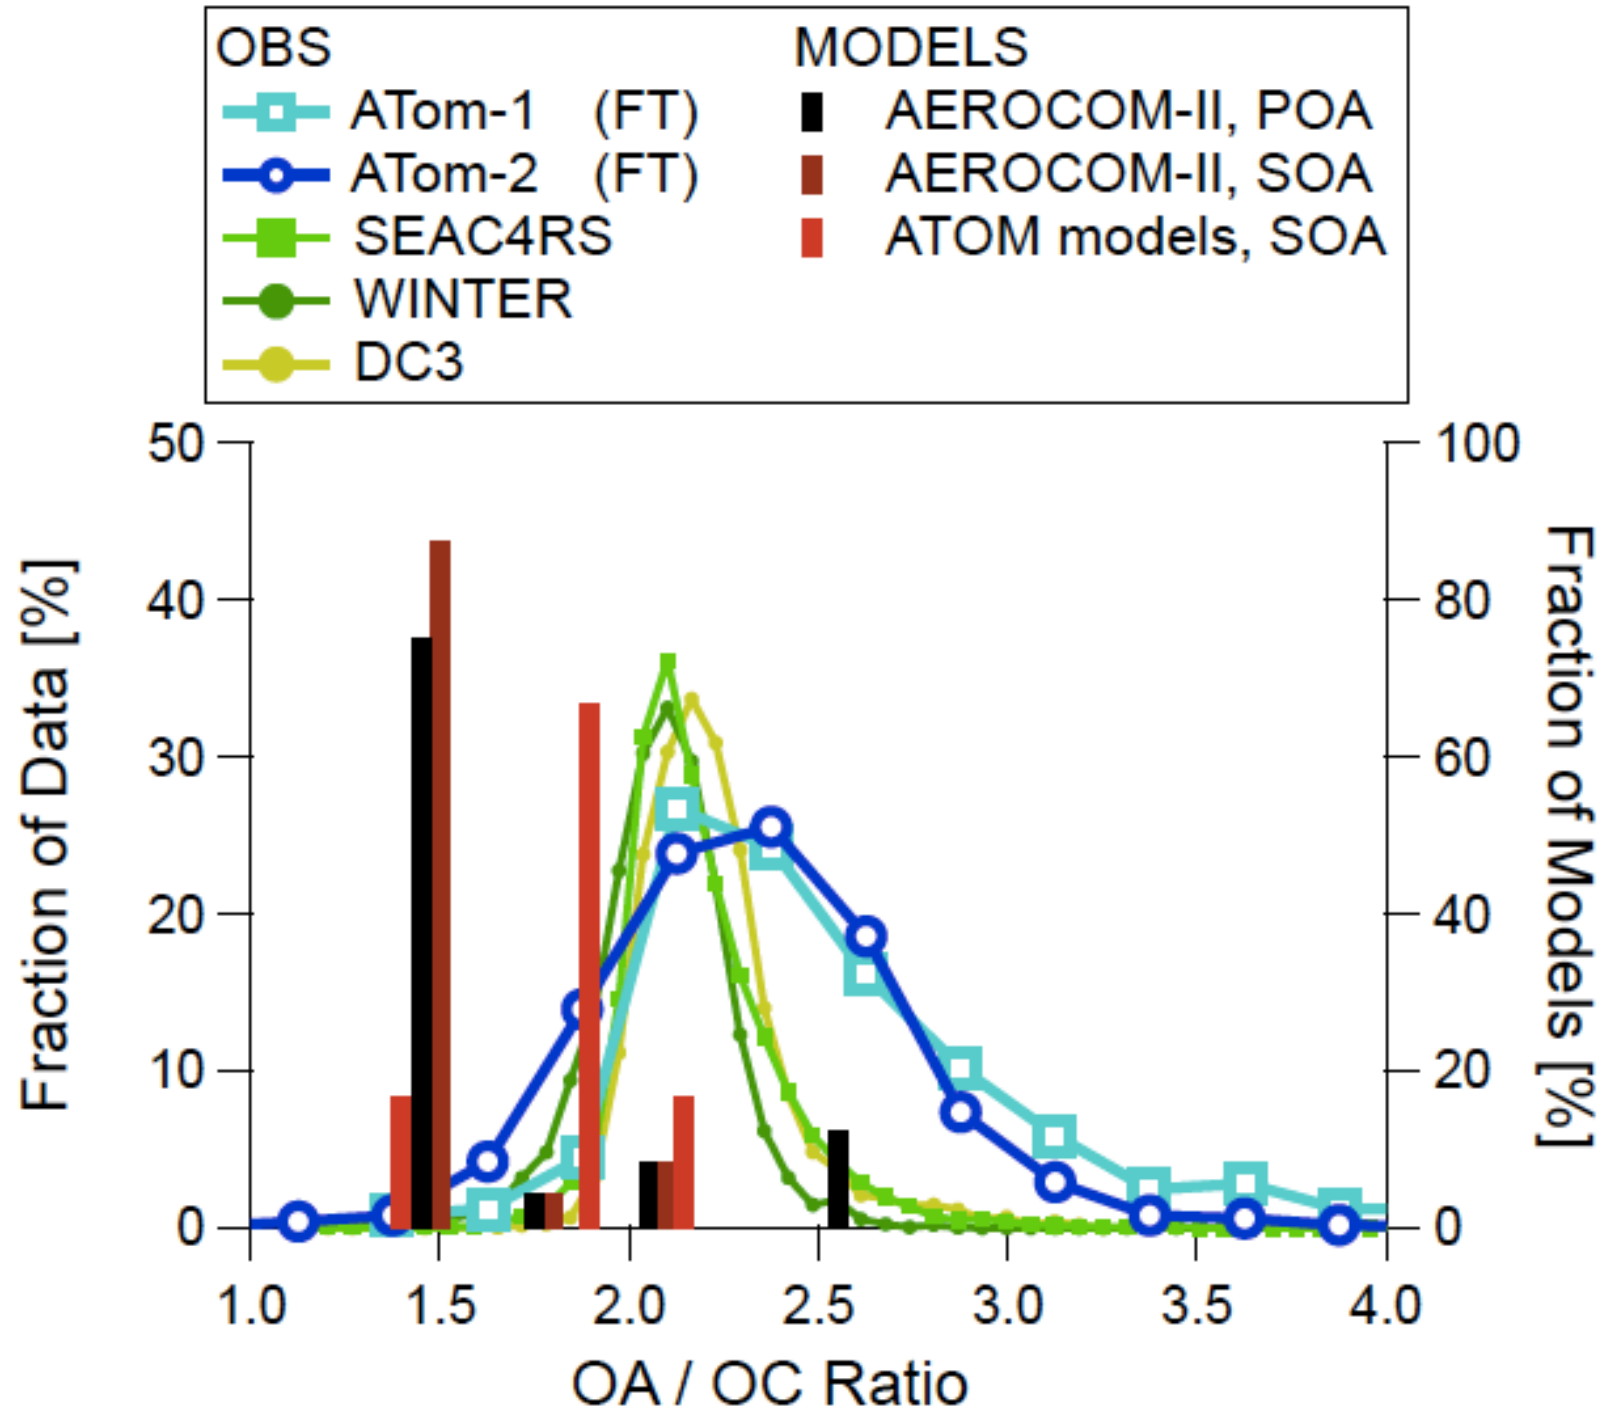 OBS
ATom-1 (FT)
ATom-2 (FT)
SEAC4RS
WINTER
DC3
MODELS
AEROCOM-II, POA
AEROCOM-II, SOA
ATOM models, SOA
Fraction of Data [%]
50
40
30
20
10
0
100
80
60
40
20
0
Fraction of Models [%]
1.0 1.5 2.0 2.5 3.0 3.5 4.0
OA / OC Ratio